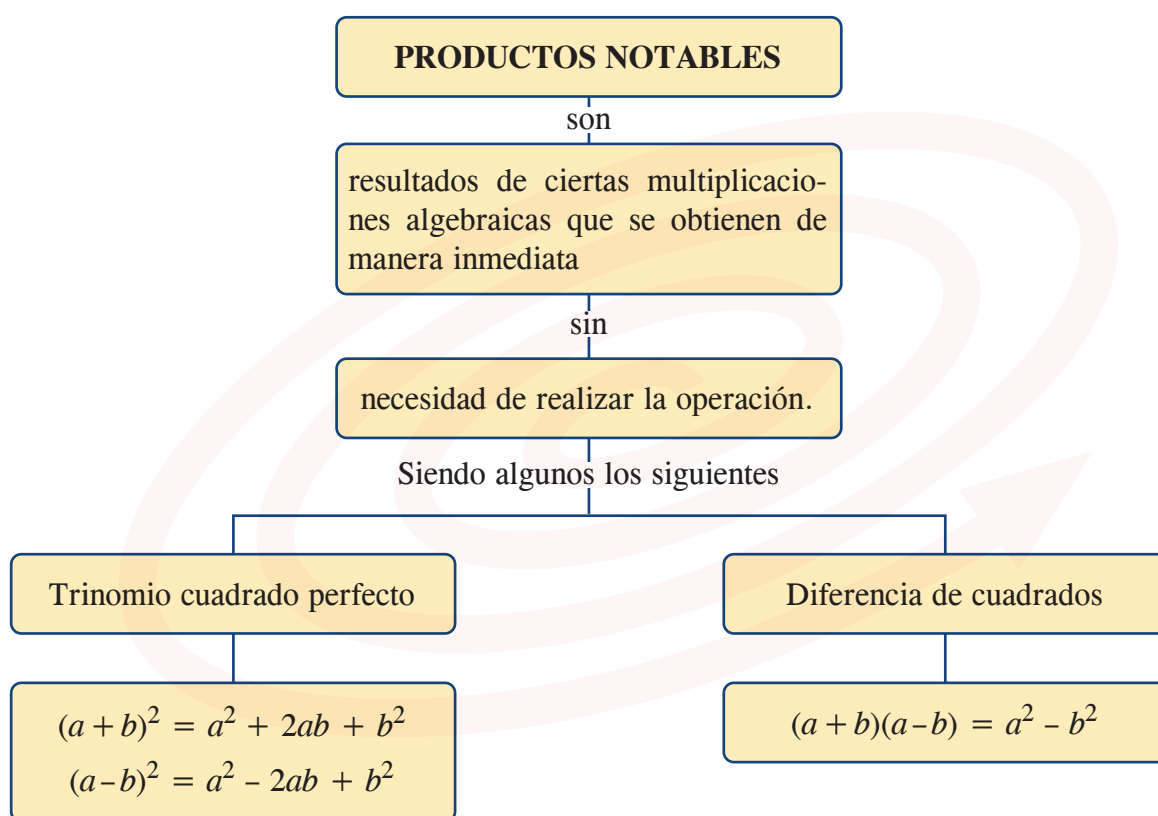 PRODUCTOS NOTABLES
son
resultados de ciertas multiplicacio-
nes algebraicas que se obtienen de
manera inmediata
sin
necesidad de realizar la operación.
Siendo algunos los siguientes
Trinomio cuadrado perfecto
(a + b)² = a² + 2ab + b²
(a – b)² = a² – 2ab + b²
Diferencia de cuadrados
(a + b)(a – b) = a² – b²